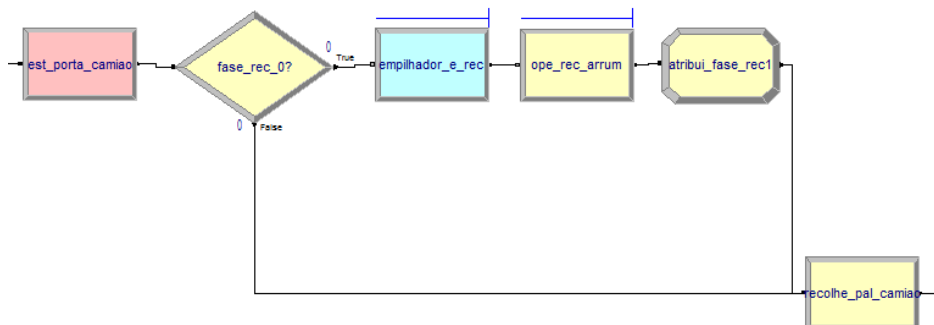 est_porta_camiao
fase_rec_0?
0
True
0
False
empilhador_e_rec
ope_rec_arrum
atribui_fase_rec1
recolhe_pal_camiao